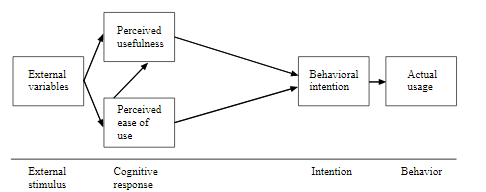 Perceived
usefulness
External
variables
Perceived
ease of
use
Behavioral
intention
Actual
usage
External
stimulus
Cognitive
response
Intention
Behavior